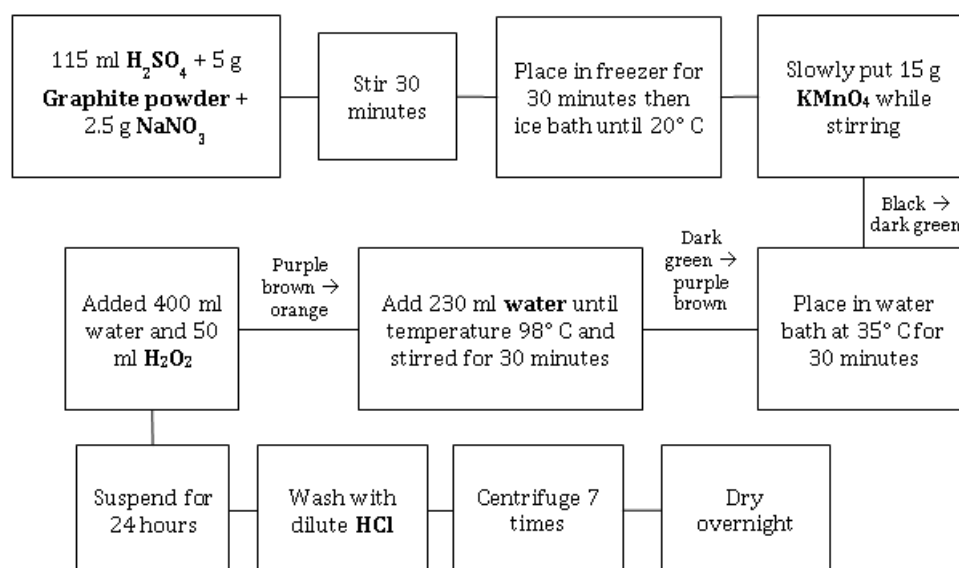 115 ml H₂SO₄ + 5 g
Graphite powder +
2.5 g NaNO₃
Stir 30
minutes
Place in freezer for
30 minutes then
ice bath until 20° C
Slowly put 15 g
KMnO₄ while
stirring
Black →
dark green
Place in water
bath at 35° C for
30 minutes
Dark
green →
purple
brown
Add 230 ml water until
temperature 98° C and
stirred for 30 minutes
Purple
brown →
orange
Added 400 ml
water and 50
ml H₂O₂
Suspend for
24 hours
Wash with
dilute HCl
Centrifuge 7
times
Dry
overnight